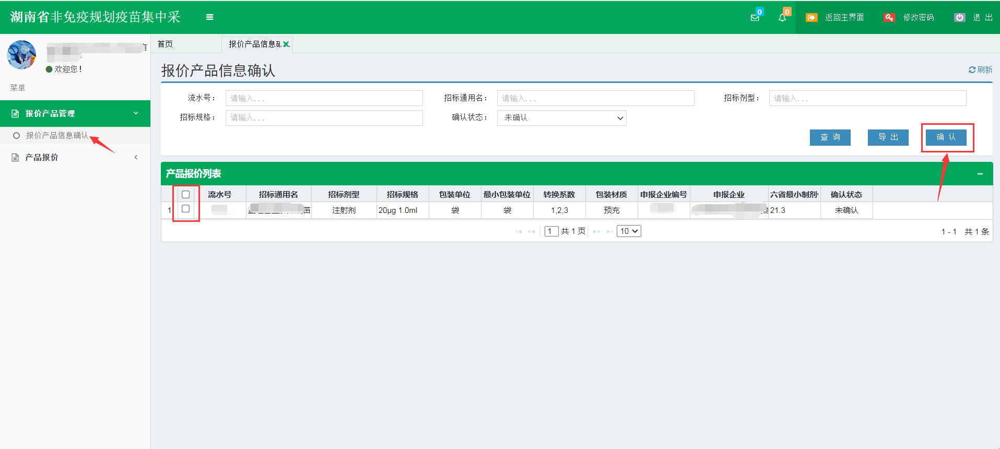 湖南省非免疫规划疫苗集中采
0
0
返回主界面
修改密码
退 出
欢迎您！
菜单
报价产品管理
报价产品信息确认
产品报价
首页
报价产品信息
报价产品信息确认
刷新
流水号：
请输入...
招标通用名：
请输入...
招标剂型：
请输入...
招标规格：
请输入...
确认状态：
未确认
查 询
导 出
确 认
产品报价列表
流水号 招标通用名 招标剂型 招标规格 包装单位 最小包装单位 转换系数 包装材质 申报企业编号 申报企业 六省最小制剂 确认状态
1 苗 注射剂 20μg 1.0ml 袋 袋 1,2,3 预充 21.3 未确认
1 共 1 页 10
1 - 1 共 1 条